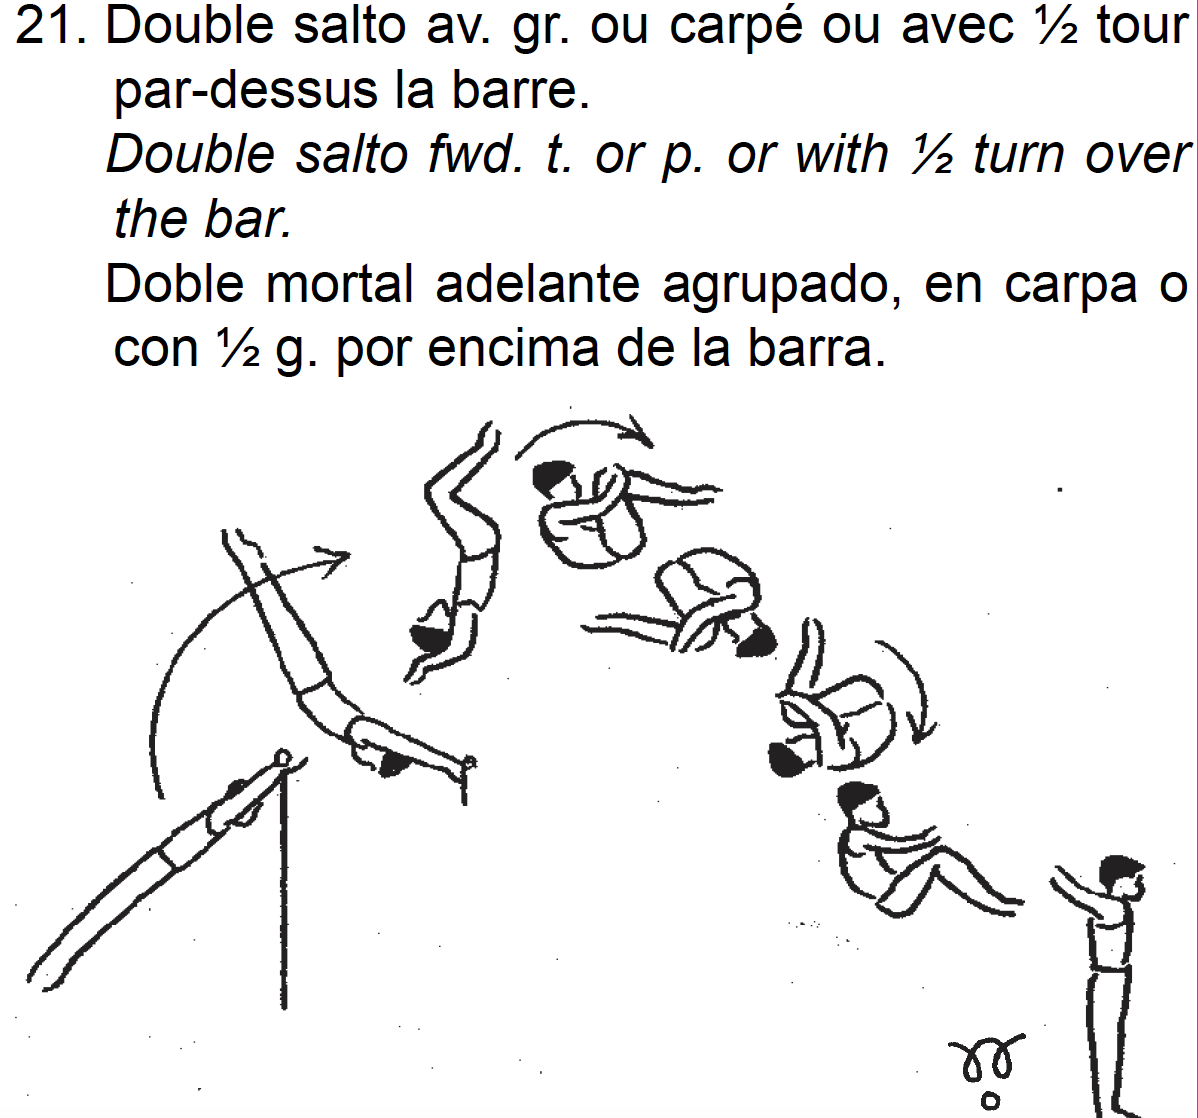 21. Double salto av. gr. ou carpé ou avec ½ tour
par-dessus la barre.
Double salto fwd. t. or p. or with ½ turn over
the bar.
Doble mortal adelante agrupado, en carpa o
con ½ g. por encima de la barra.